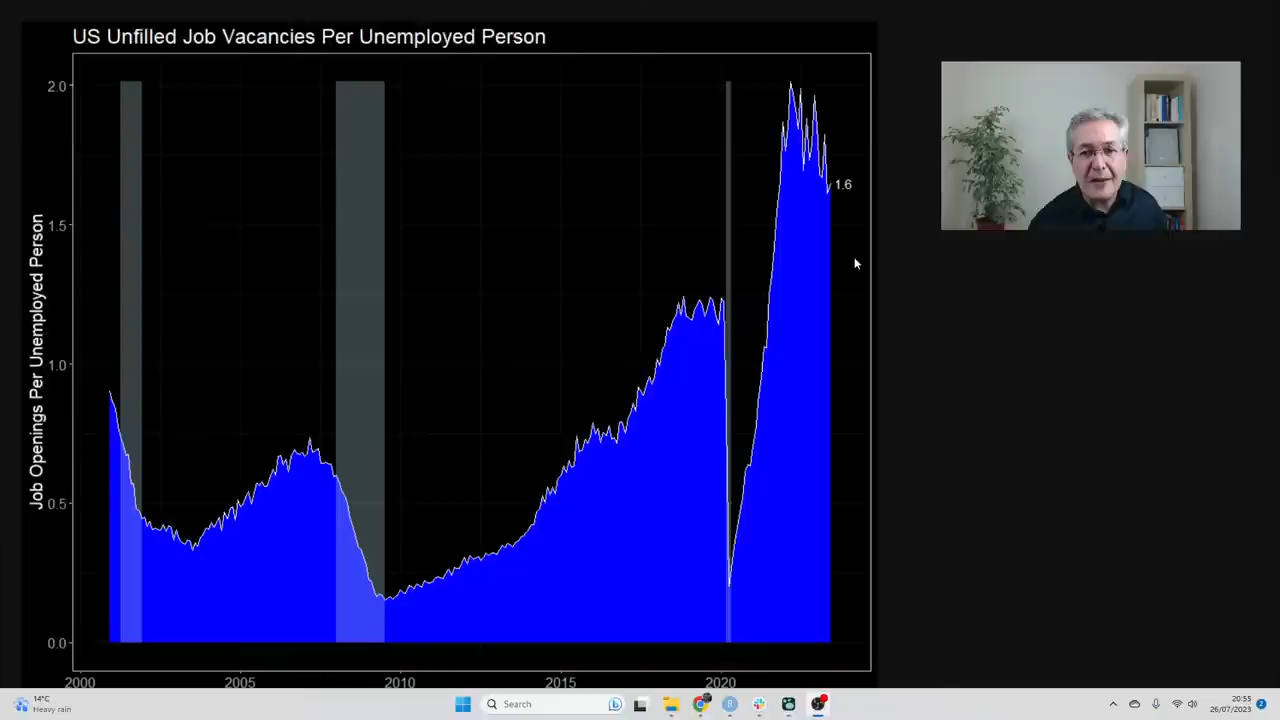 US Unfilled Job Vacancies Per Unemployed Person
Job Openings Per Unemployed Person
2.0
1.5
1.0
0.5
0.0
1.6
2000
2005
2010
2015
2020
14°C
Heavy rain
Search
20:55
26/07/2023
2